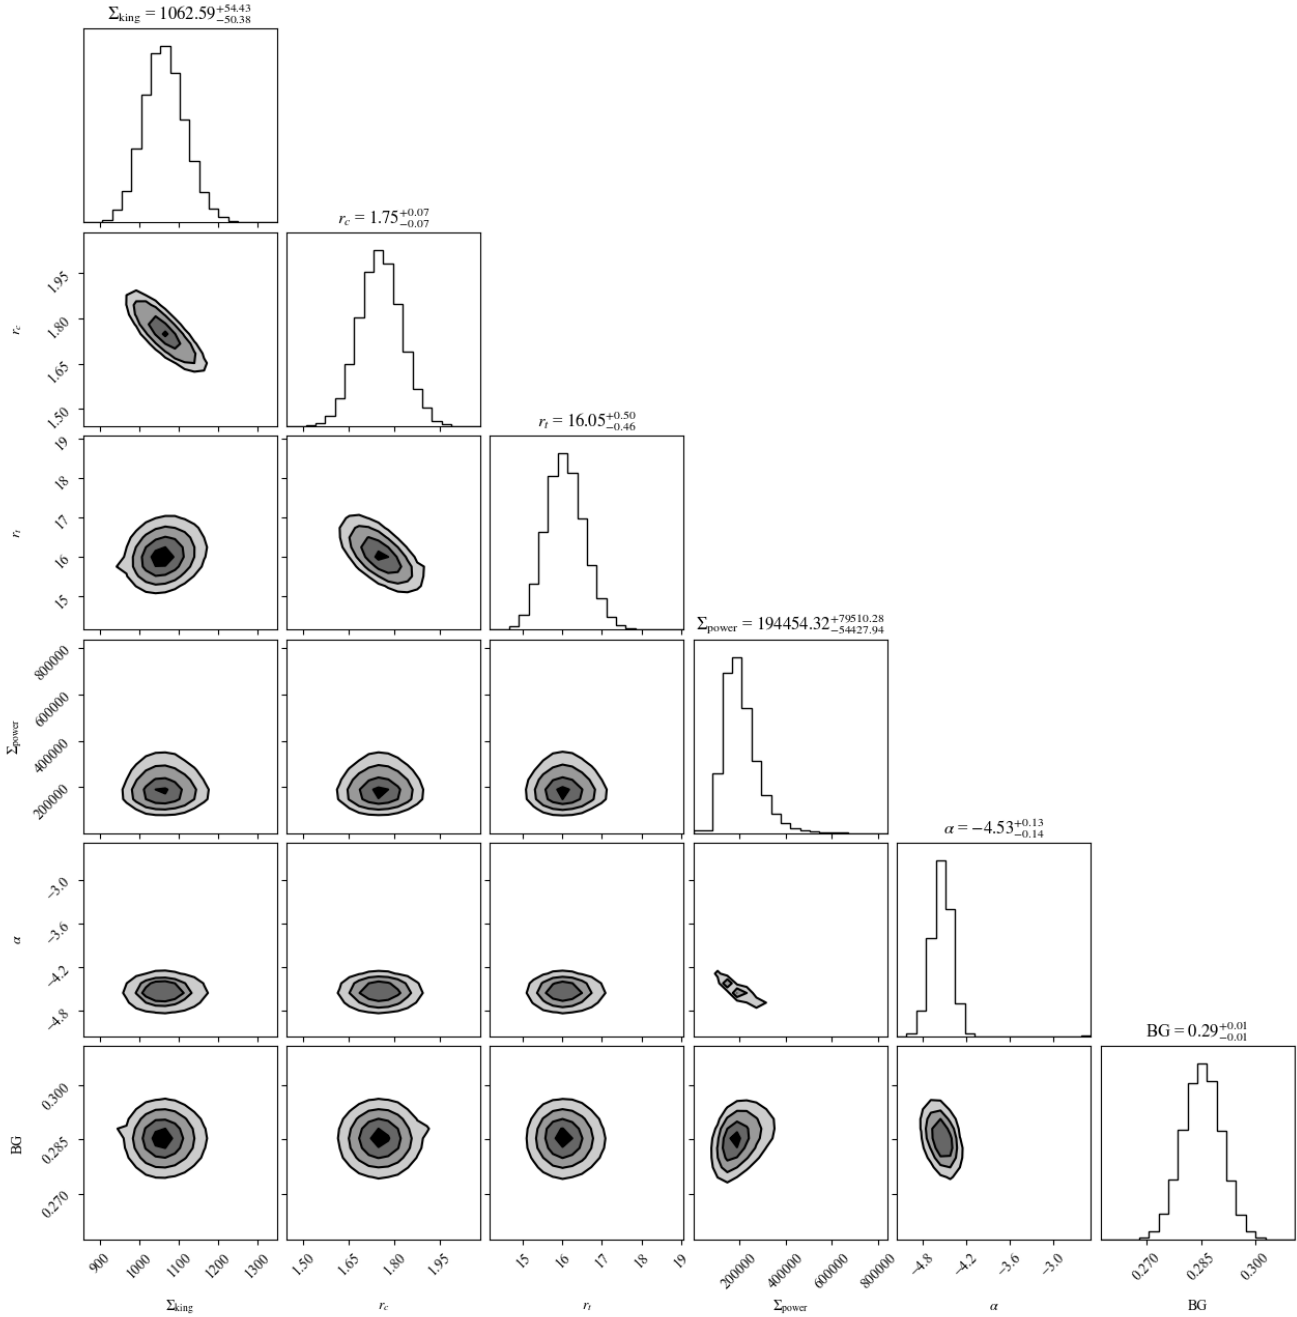 Σking = 1062.59+54.43−50.38
rc = 1.75+0.07−0.07
1.95
1.80
1.65
1.50
rc
rt = 16.05+0.50−0.46
19
18
17
16
15
rt
Σpower = 194454.32+79510.28−54427.94
800000
600000
400000
200000
Σpower
α = −4.53+0.13−0.14
−3.0
−3.6
−4.2
−4.8
α
BG = 0.29+0.01−0.01
0.300
0.285
0.270
BG
900 1000 1100 1200 1300 1.50 1.65 1.80 1.95 15 16 17 18 19 200000 400000 600000 800000 −4.8 −4.2 −3.6 −3.0 0.270 0.285 0.300
Σking rc rt Σpower α BG